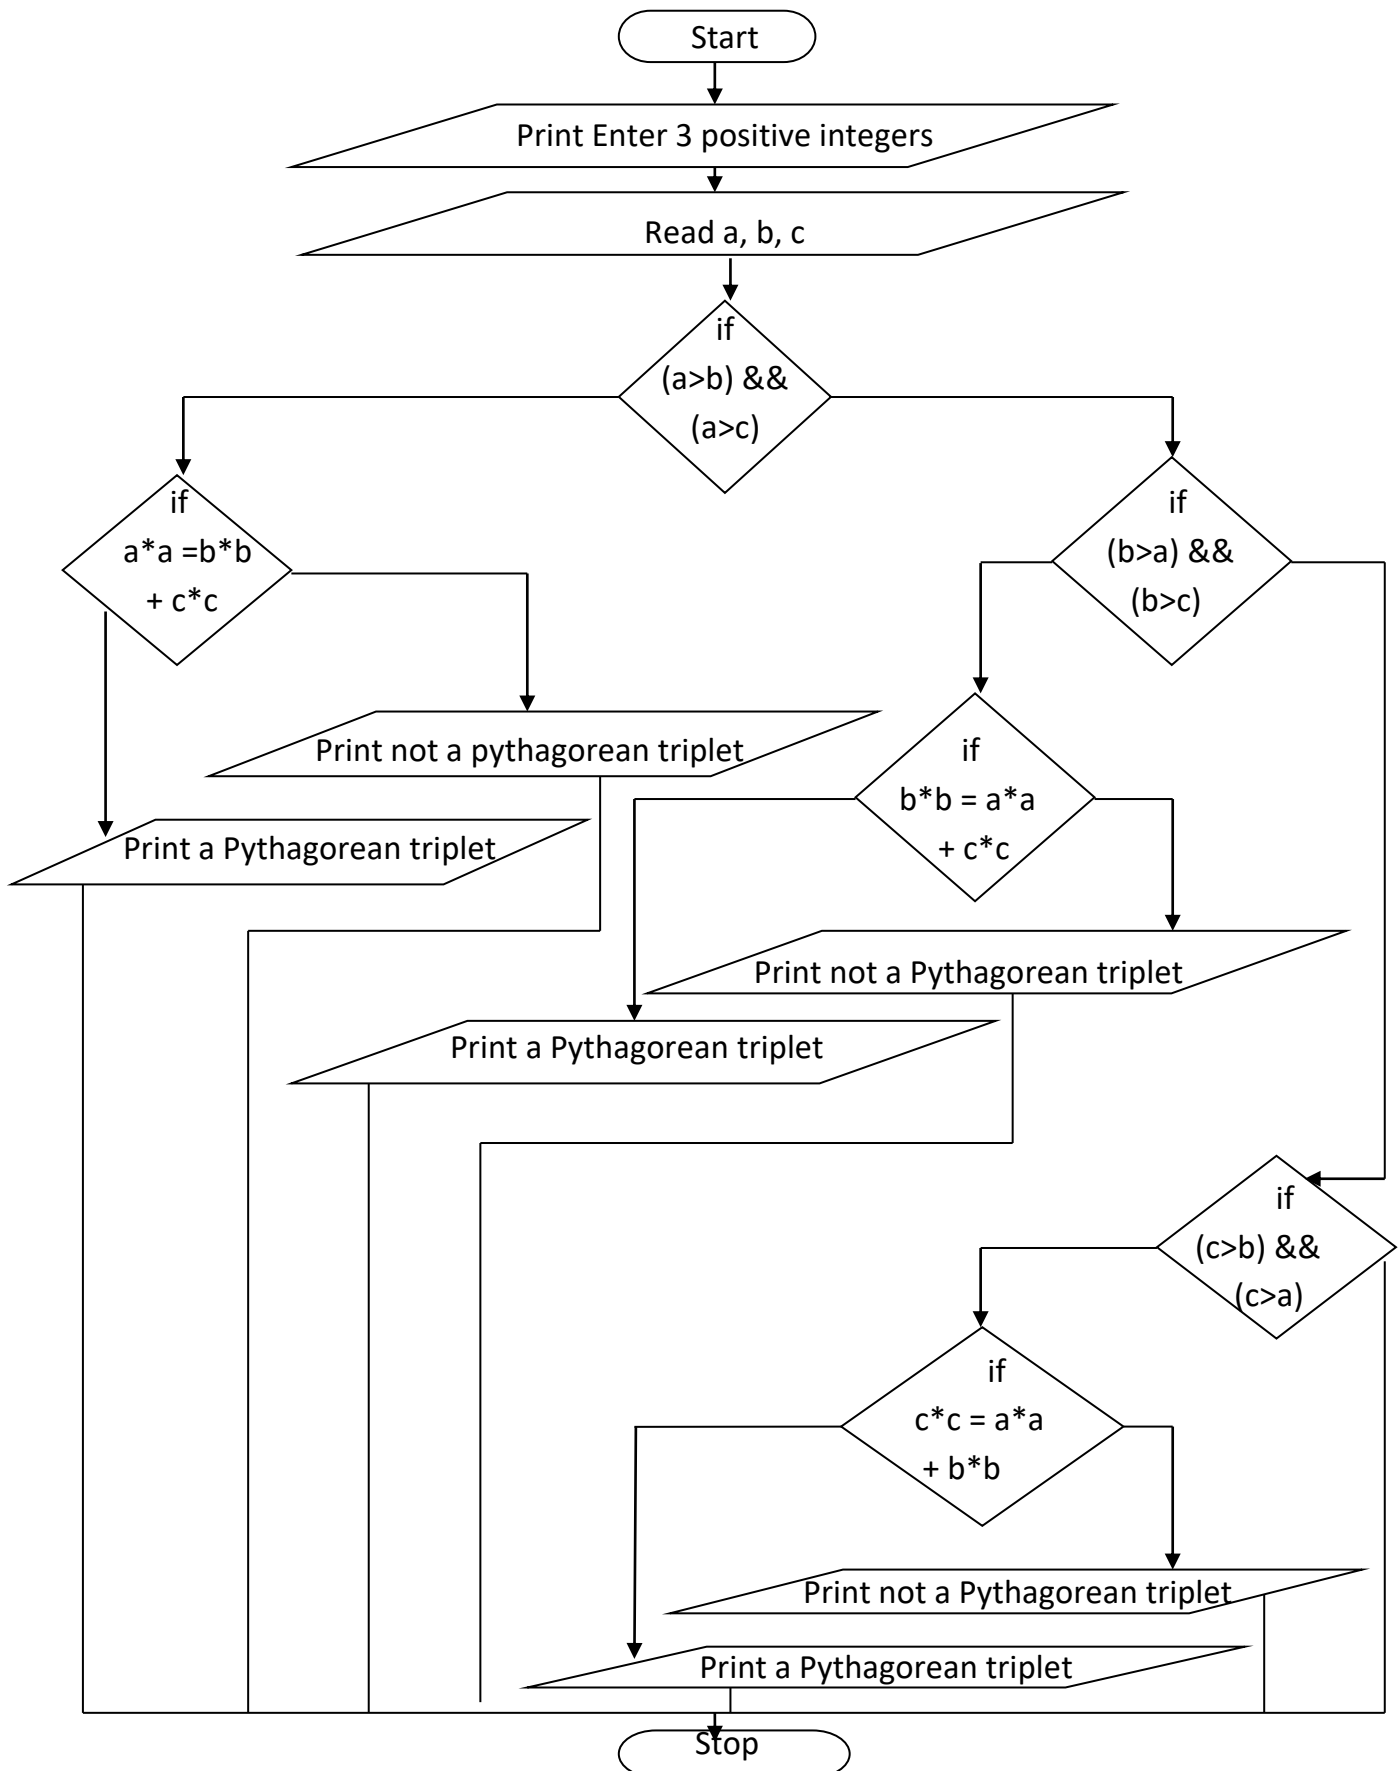 Start
Print Enter 3 positive integers
Read a, b, c
if
(a>b) &&
(a>c)
if
a*a =b*b
+ c*c
if
(b>a) &&
(b>c)
Print not a pythagorean triplet
if
b*b = a*a
+ c*c
Print a Pythagorean triplet
Print not a Pythagorean triplet
Print a Pythagorean triplet
if
(c>b) &&
(c>a)
if
c*c = a*a
+ b*b
Print not a Pythagorean triplet
Print a Pythagorean triplet
Stop